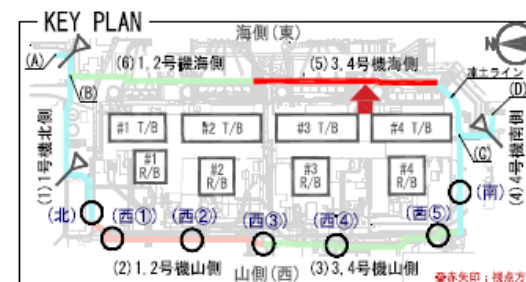 KEY PLAN
海側(東)
N
(A)
(6)1,2号機海側
(5)3,4号機海側
凍土ライン
(B)
(D)
#1 T/B
#2 T/B
#3 T/B
#4 T/B
(C)
(1)1号機北側
#1
R/B
#2
R/B
#3
R/B
#4
R/B
(4)4号機南側
(北)
(西①)
(西②)
(西③)
(西④)
(西⑤)
(南)
(2)1,2号機山側
(3)3,4号機山側
山側(西)
赤矢印:視点方